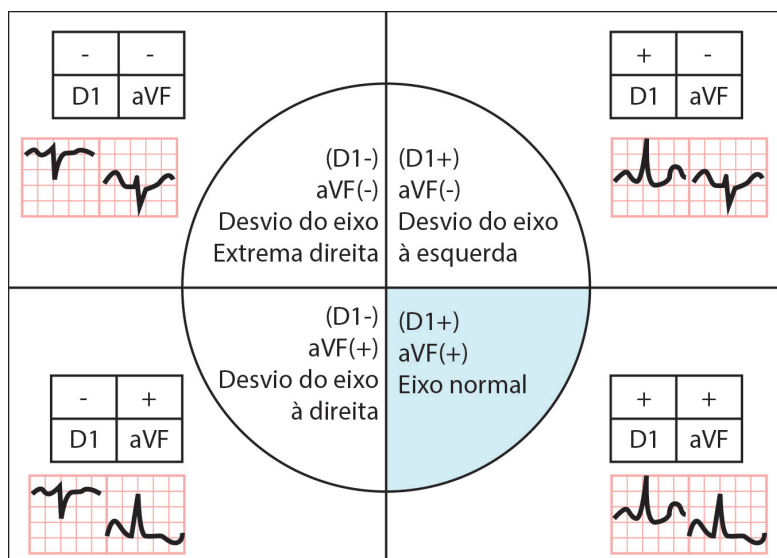 - -
D1 aVF
+ -
D1 aVF
(D1-)
aVF(-)
Desvio do eixo
Extrema direita
(D1+)
aVF(-)
Desvio do eixo
à esquerda
(D1-)
aVF(+)
Desvio do eixo
à direita
(D1+)
aVF(+)
Eixo normal
- +
D1 aVF
+ +
D1 aVF